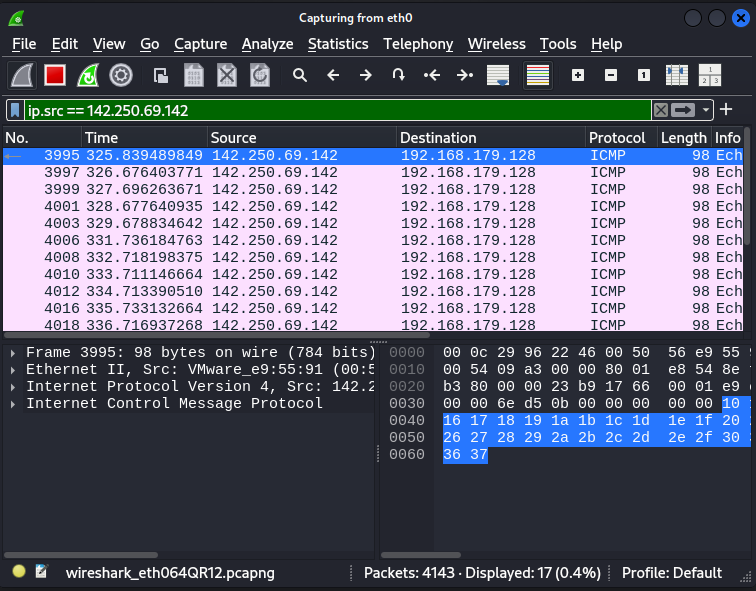 Capturing from eth0
File Edit View Go Capture Analyze Statistics Telephony Wireless Tools Help
ip.src == 142.250.69.142
No. Time Source Destination Protocol Length Info
3995 325.839489849 142.250.69.142 192.168.179.128 ICMP 98 Ech
3997 326.676403771 142.250.69.142 192.168.179.128 ICMP 98 Ech
3999 327.696263671 142.250.69.142 192.168.179.128 ICMP 98 Ech
4001 328.677640935 142.250.69.142 192.168.179.128 ICMP 98 Ech
4003 329.678834642 142.250.69.142 192.168.179.128 ICMP 98 Ech
4006 331.736184763 142.250.69.142 192.168.179.128 ICMP 98 Ech
4008 332.718198375 142.250.69.142 192.168.179.128 ICMP 98 Ech
4010 333.711146664 142.250.69.142 192.168.179.128 ICMP 98 Ech
4012 334.713390510 142.250.69.142 192.168.179.128 ICMP 98 Ech
4016 335.733132664 142.250.69.142 192.168.179.128 ICMP 98 Ech
4018 336.716937268 142.250.69.142 192.168.179.128 ICMP 98 Ech
Frame 3995: 98 bytes on wire (784 bits)
Ethernet II, Src: VMware_e9:55:91 (00:5
Internet Protocol Version 4, Src: 142.2
Internet Control Message Protocol
0000 00 0c 29 96 22 46 00 50 56 e9 55 9
0010 00 54 09 a3 00 00 80 01 e8 54 8e
0020 b3 80 00 00 23 b9 17 66 00 01 e9
0030 00 00 6e d5 0b 00 00 00 00 00 10
0040 16 17 18 19 1a 1b 1c 1d 1e 1f 20
0050 26 27 28 29 2a 2b 2c 2d 2e 2f 30
0060 36 37
wireshark_eth064QR12.pcapng Packets: 4143 · Displayed: 17 (0.4%) Profile: Default